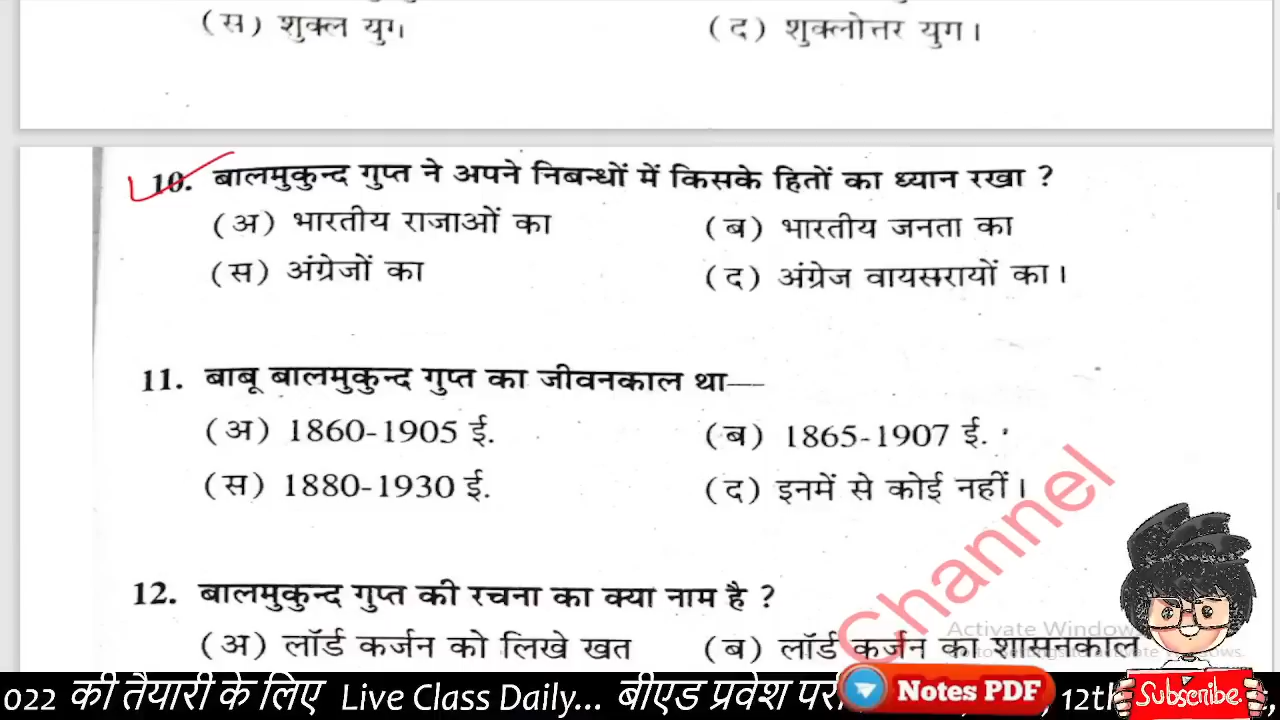 (स) शुक्ल युग।
(द) शुक्लोत्तर युग।
10. बालमुकुन्द गुप्त ने अपने निबन्धों में किसके हितों का ध्यान रखा ?
(अ) भारतीय राजाओं का
(ब) भारतीय जनता का
(स) अंग्रेजों का
(द) अंग्रेज वायसरायों का।
11. बाबू बालमुकुन्द गुप्त का जीवनकाल था—
(अ) 1860-1905 ई.
(ब) 1865-1907 ई.
(स) 1880-1930 ई.
(द) इनमें से कोई नहीं।
12. बालमुकुन्द गुप्त की रचना का क्या नाम है ?
(अ) लॉर्ड कर्जन को लिखे खत
(ब) लॉर्ड कर्जन का शासनकाल
Channel
Activate Windows
022 की तैयारी के लिए Live Class Daily... बीएड प्रवेश
Notes PDF
12th
Subscribe